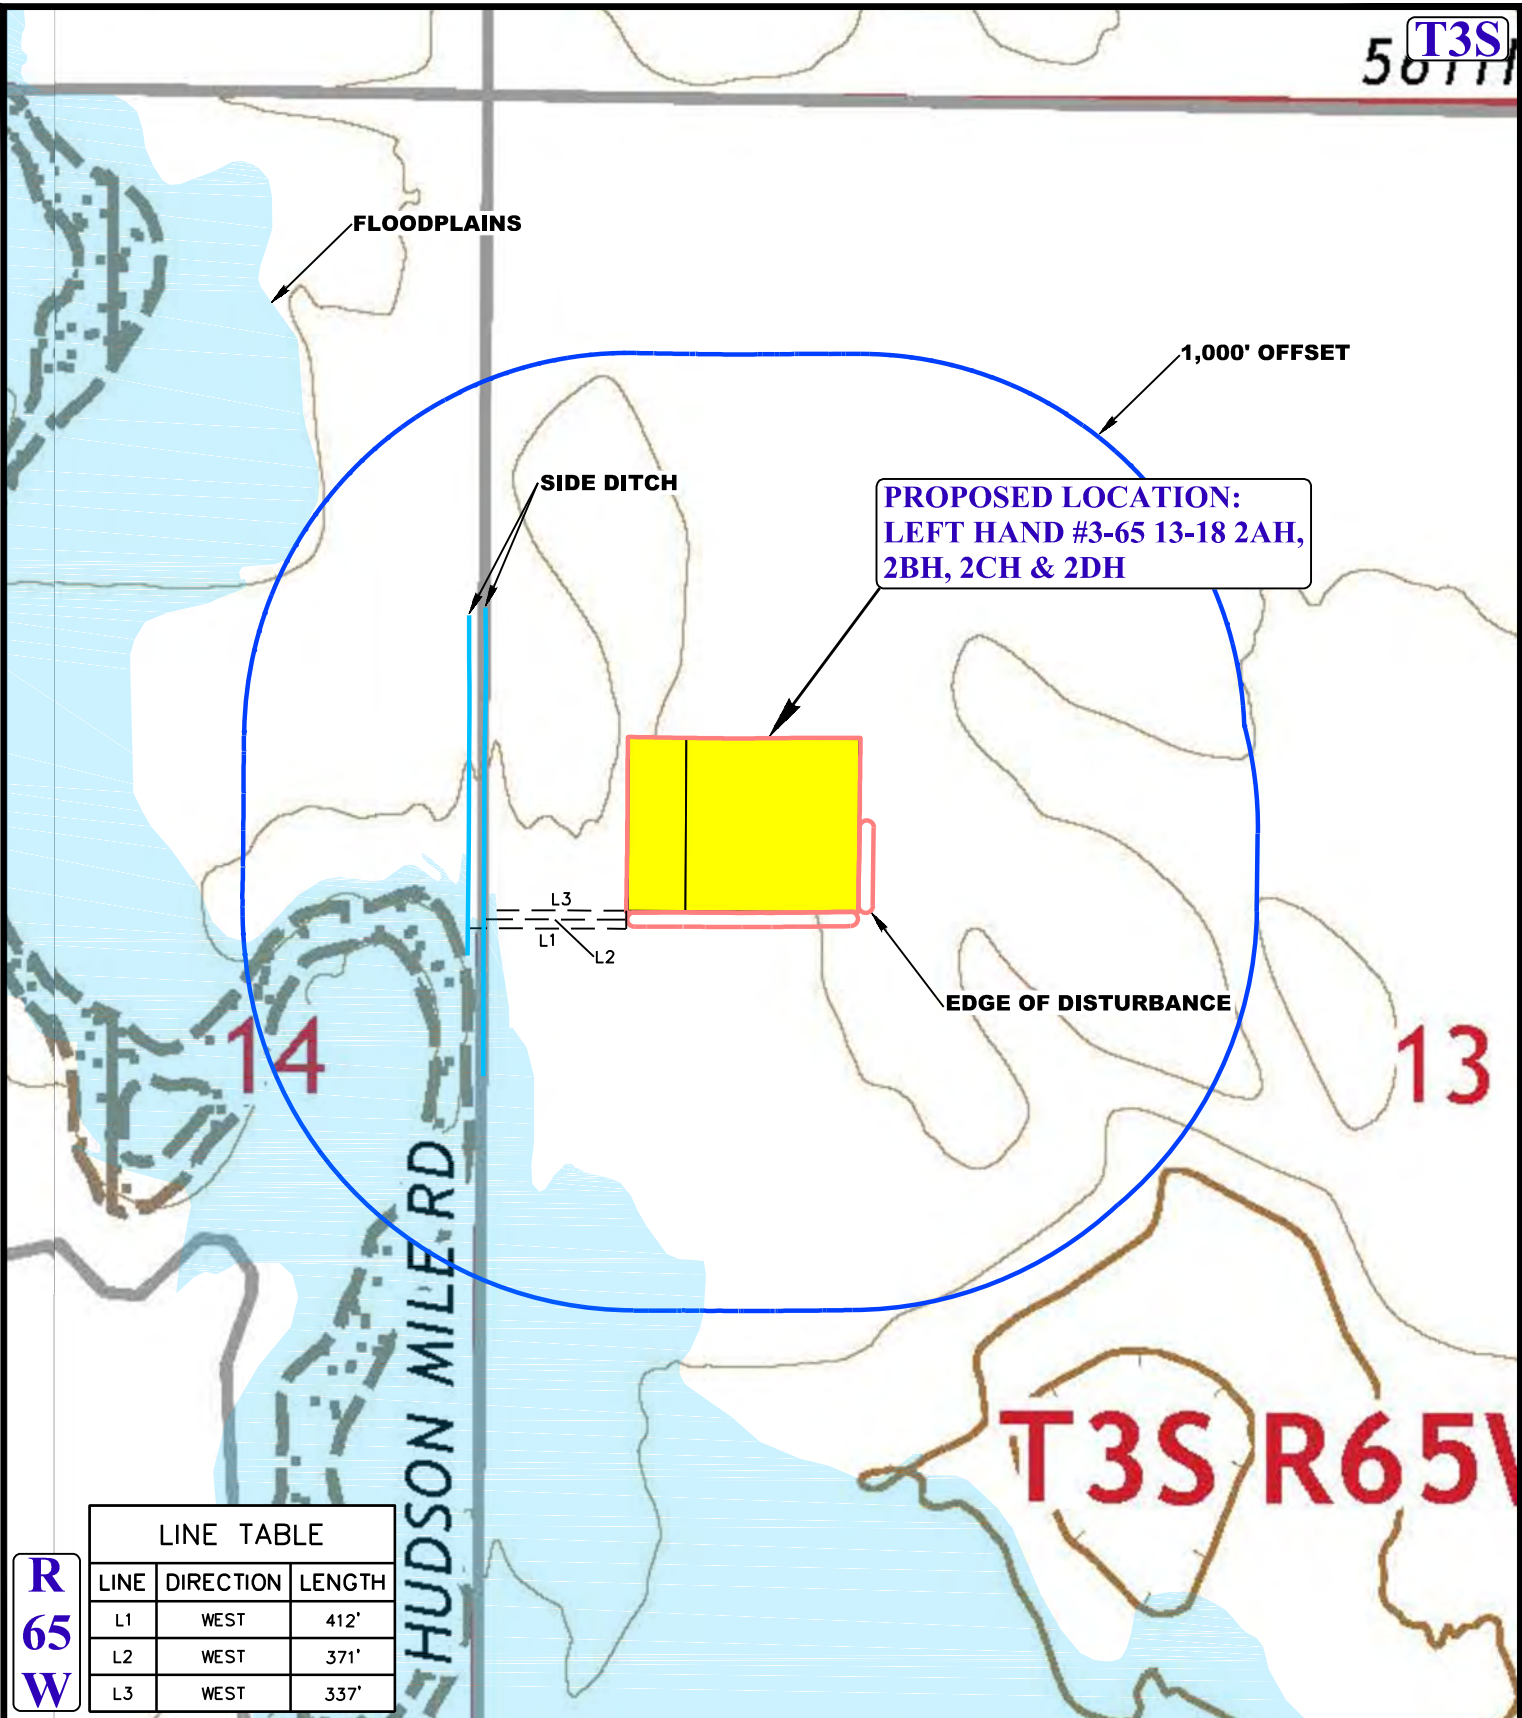 T3S
FLOODPLAINS
1,000' OFFSET
SIDE DITCH
PROPOSED LOCATION:
LEFT HAND #3-65 13-18 2AH,
2BH, 2CH & 2DH
L3
L1
L2
EDGE OF DISTURBANCE
14
13
HUDSON MILE RD
T3S R65W
LINE TABLE
LINE DIRECTION LENGTH
L1 WEST 412'
L2 WEST 371'
L3 WEST 337'
R
65
W